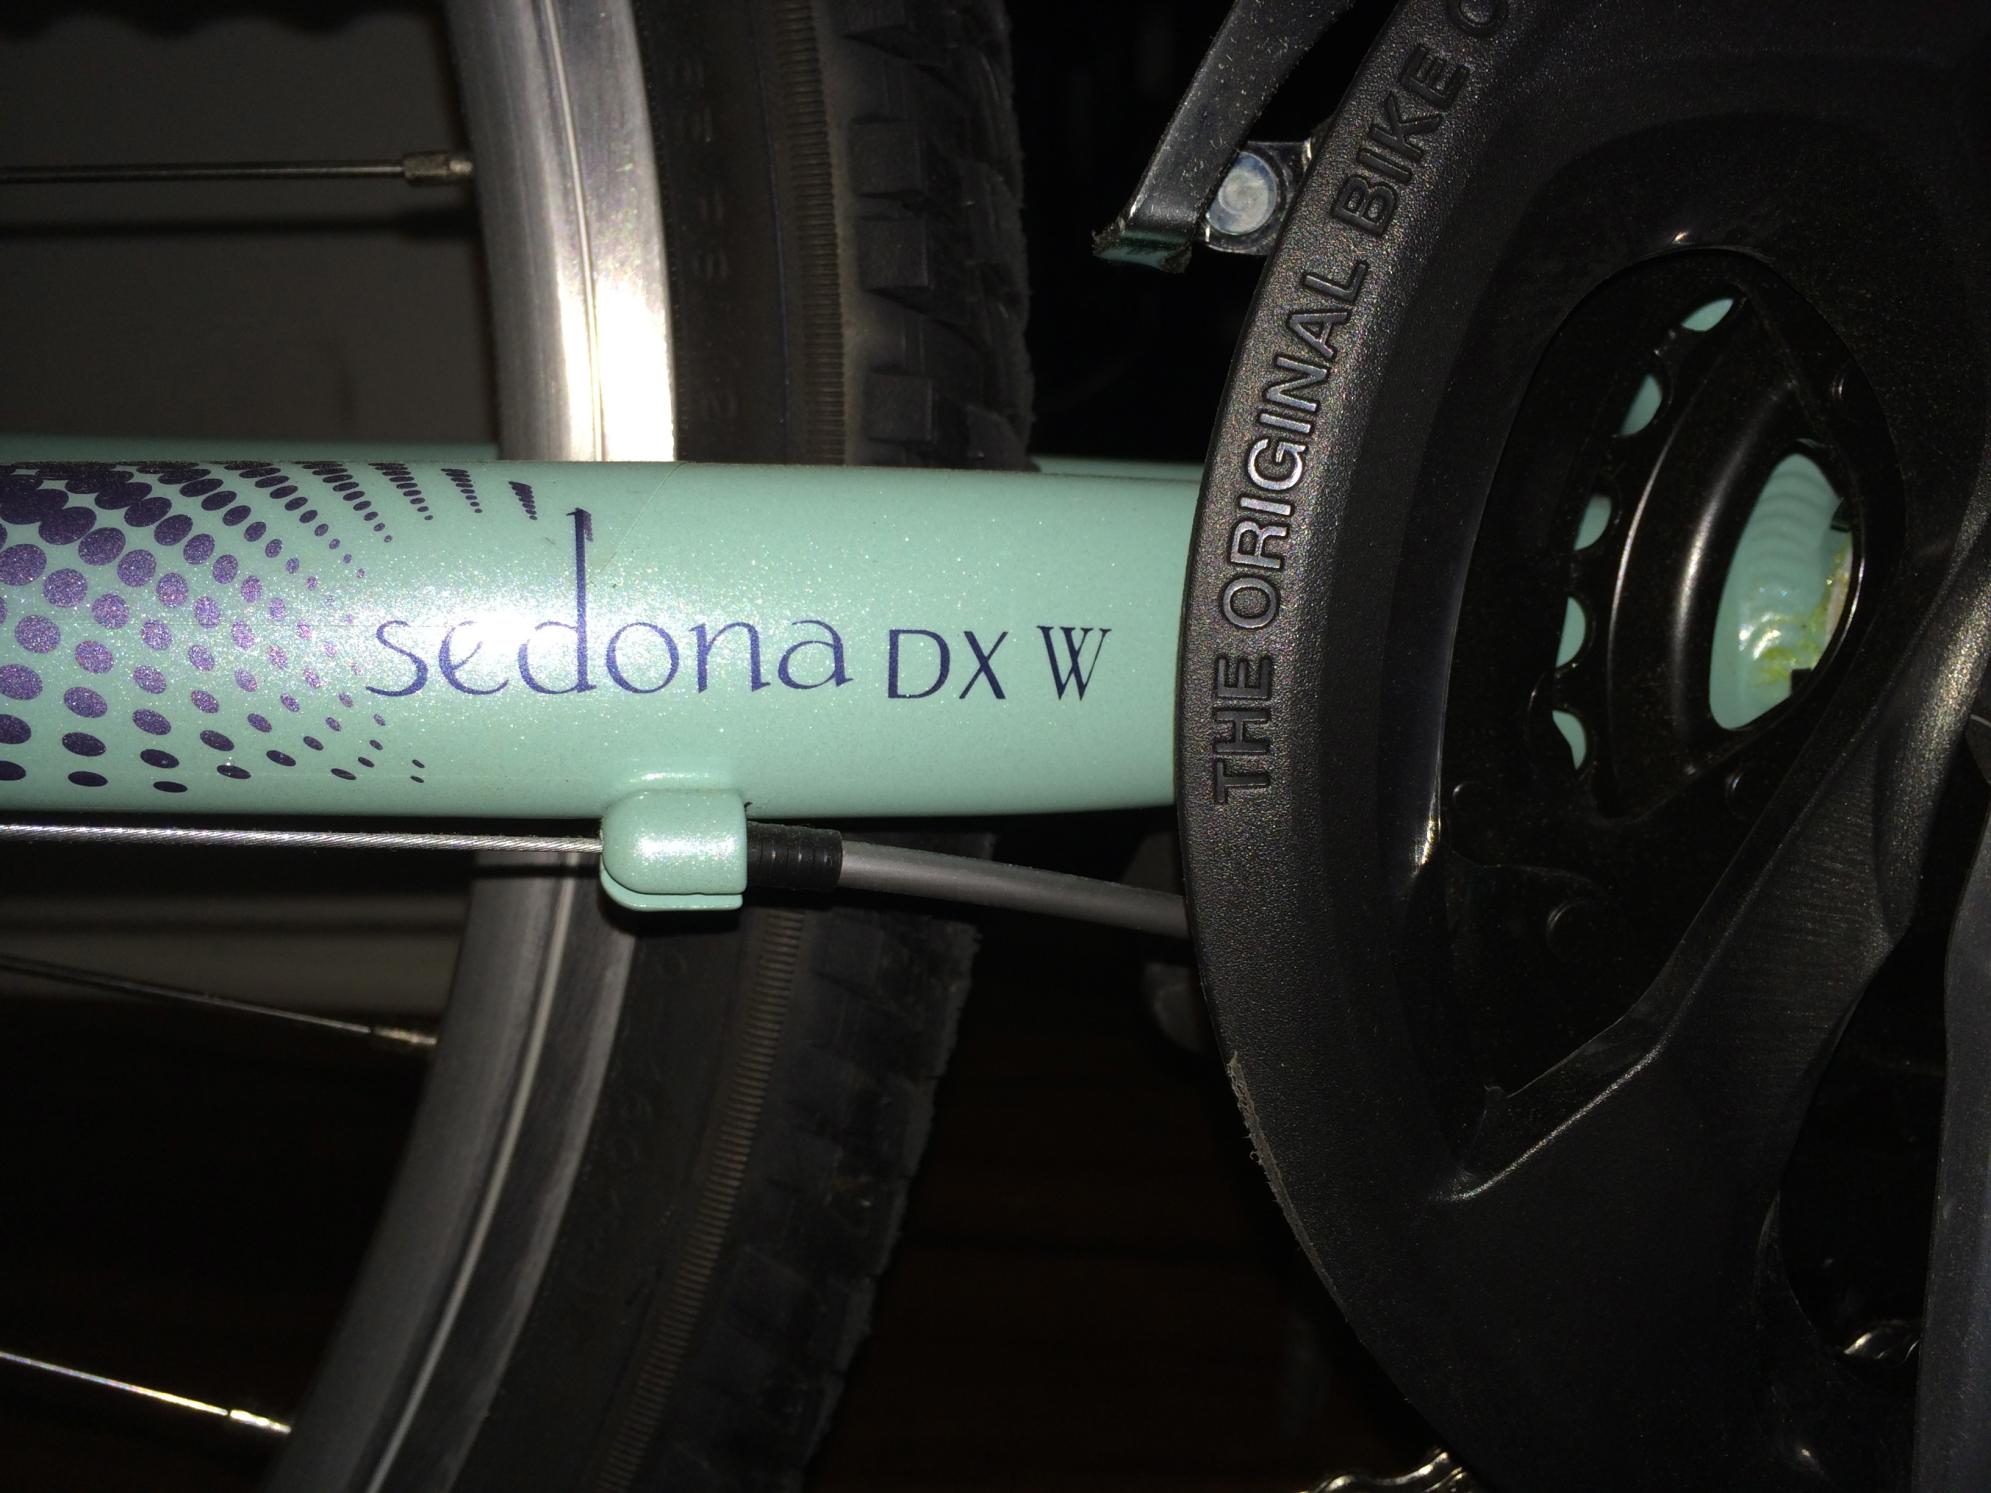 sedona DX W
THE ORIGINAL BIKE